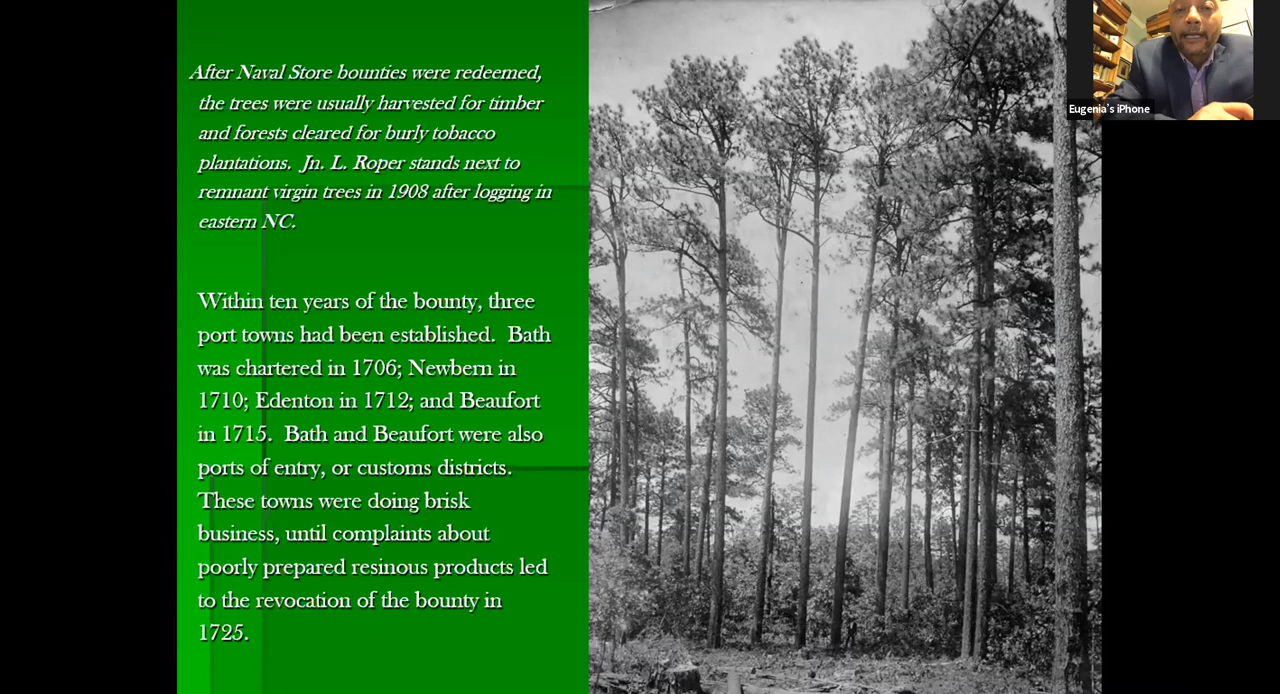 After Naval Store bounties were redeemed,
the trees were usually harvested for timber
and forests cleared for burly tobacco
plantations.  Jn. L. Roper stands next to
remnant virgin trees in 1908 after logging in
eastern NC.
Within ten years of the bounty, three
port towns had been established.  Bath
was chartered in 1706; Newbern in
1710; Edenton in 1712; and Beaufort
in 1715.  Bath and Beaufort were also
ports of entry, or customs districts.
These towns were doing brisk
business, until complaints about
poorly prepared resinous products led
to the revocation of the bounty in
1725.
Eugenia's iPhone